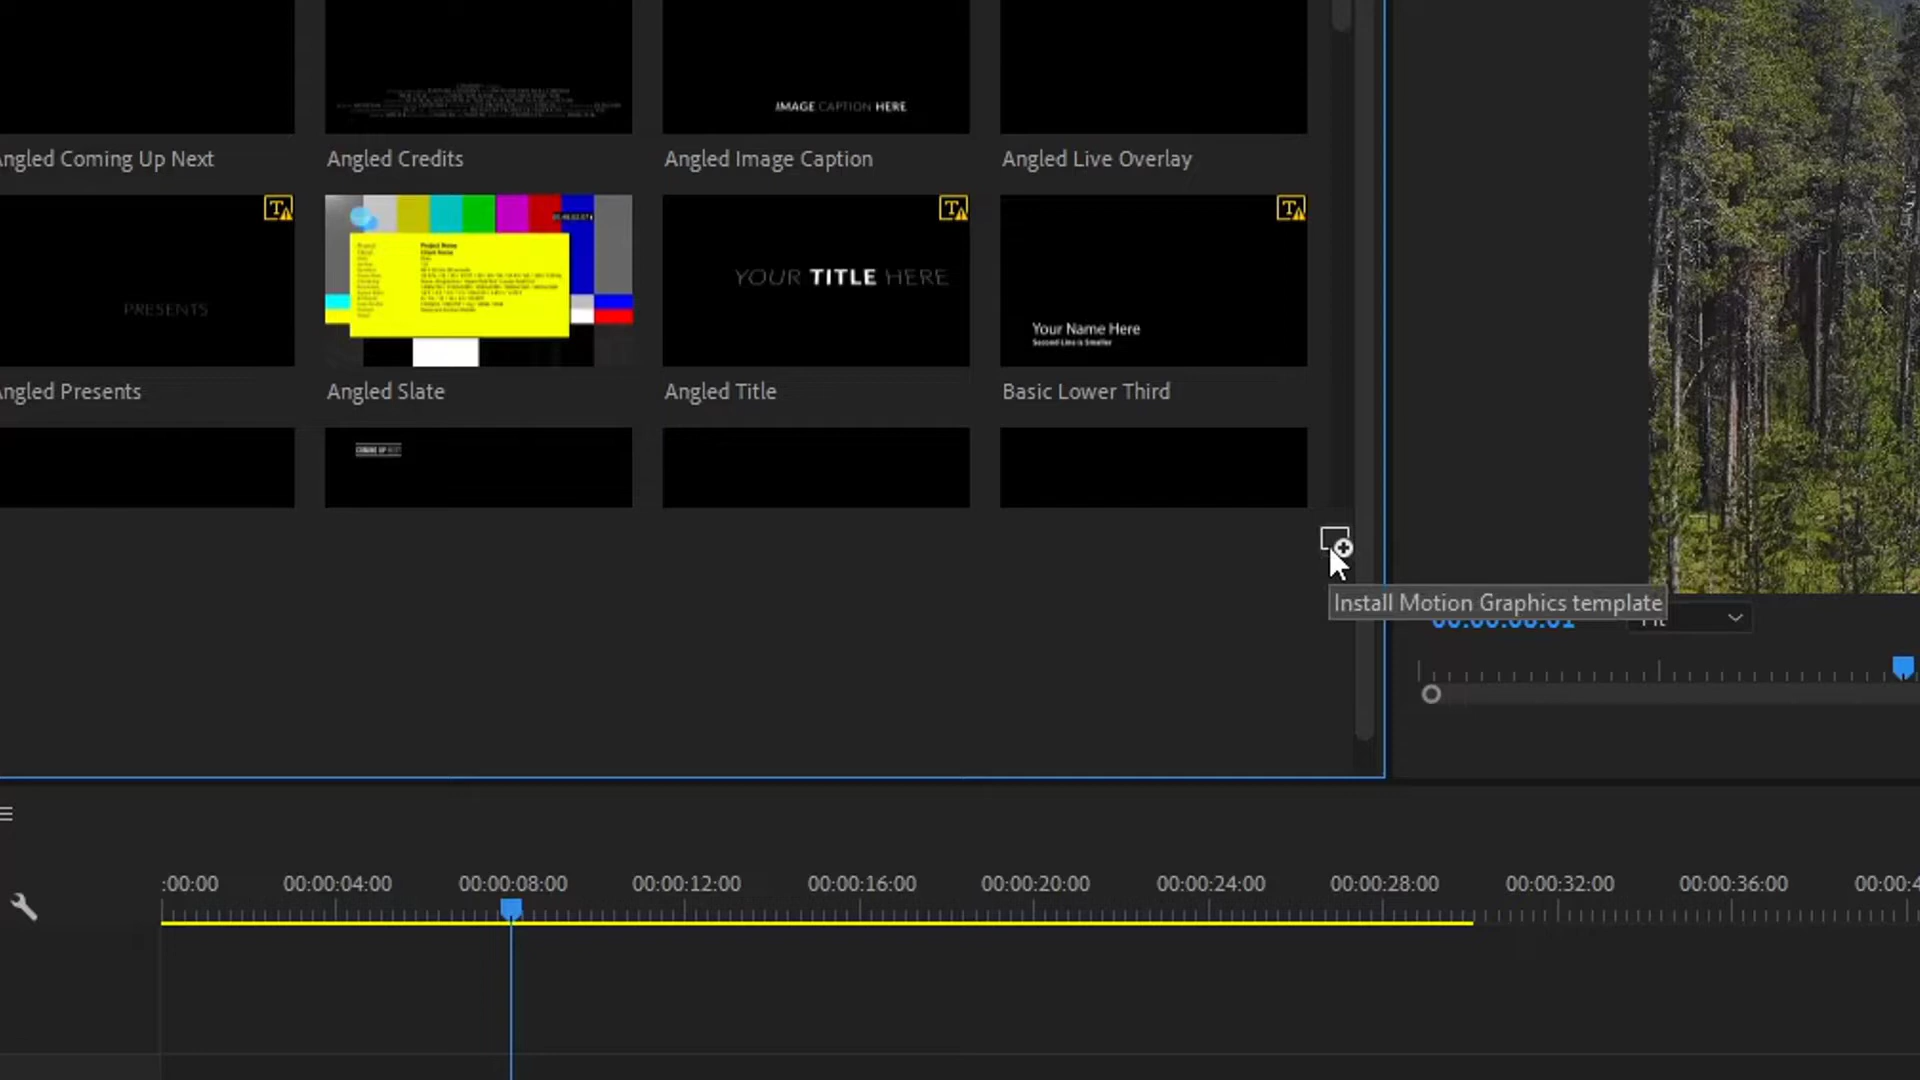 IMAGE CAPTION HERE
Angled Coming Up Next
Angled Credits
Angled Image Caption
Angled Live Overlay
PRESENTS
YOUR TITLE HERE
Your Name Here
Second Line is Smaller
Angled Presents
Angled Slate
Angled Title
Basic Lower Third
COMING UP NEXT
Install Motion Graphics template
00:00:08:01
Fit
:00:00
00:00:04:00
00:00:08:00
00:00:12:00
00:00:16:00
00:00:20:00
00:00:24:00
00:00:28:00
00:00:32:00
00:00:36:00
00:00:4